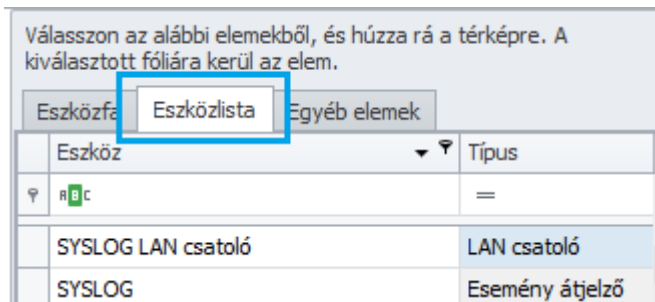 Válasszon az alábbi elemekből, és húzza rá a térképre. A
kiválasztott fóliára kerül az elem.
Eszközfa Eszközlista Egyéb elemek
Eszköz Típus
ABC =
SYSLOG LAN csatoló LAN csatoló
SYSLOG Esemény átjelző